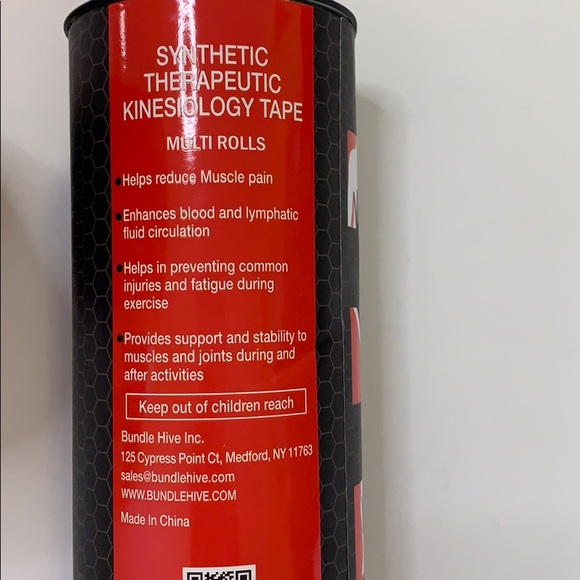 SYNTHETIC
THERAPEUTIC
KINESIOLOGY TAPE
MULTI ROLLS
•Helps reduce Muscle pain
•Enhances blood and lymphatic
fluid circulation
•Helps in preventing common
injuries and fatigue during
exercise
•Provides support and stability to
muscles and joints during and
after activities
Keep out of children reach
Bundle Hive Inc.
125 Cypress Point Ct, Medford, NY 11763
sales@bundlehive.com
WWW.BUNDLEHIVE.COM
Made In China